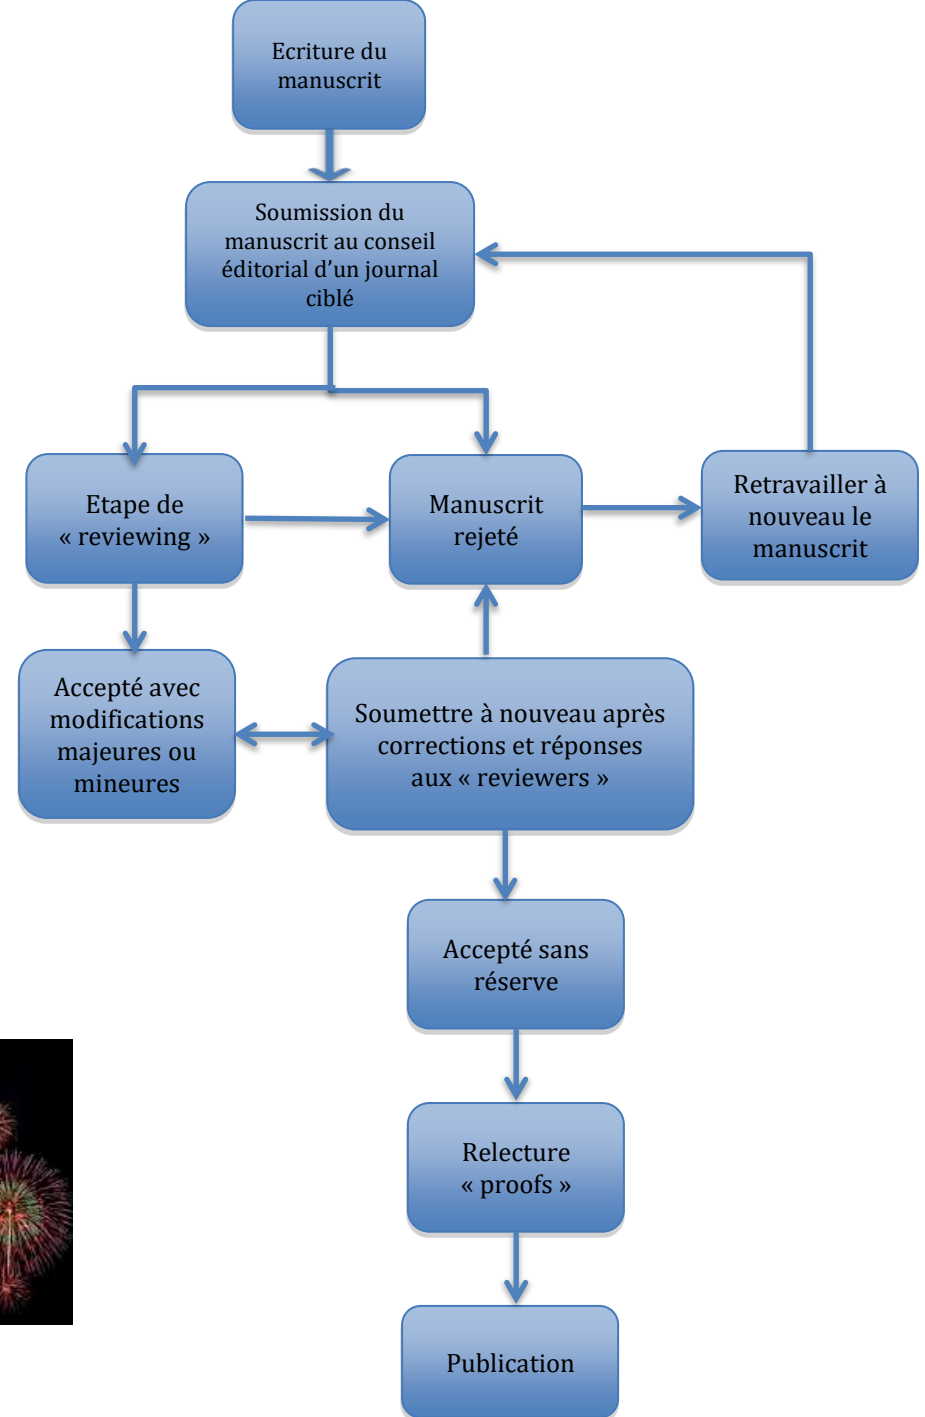 Ecriture du
manuscrit
Soumission du
manuscrit au conseil
éditorial d’un journal
ciblé
Etape de
« reviewing »
Manuscrit
rejeté
Retravailler à
nouveau le
manuscrit
Accepté avec
modifications
majeures ou
mineures
Soumettre à nouveau après
corrections et réponses
aux « reviewers »
Accepté sans
réserve
Relecture
« proofs »
Publication